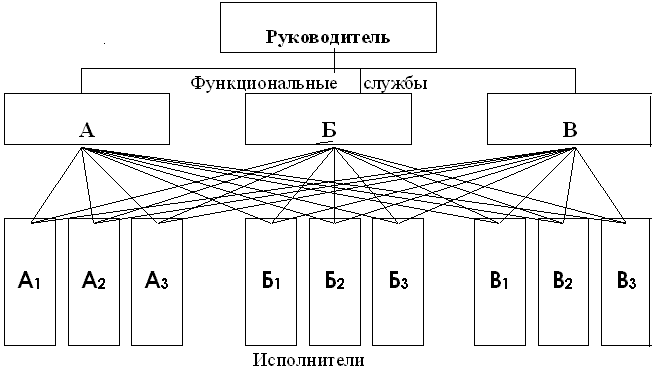 Руководитель
Функциональные службы
А Б В
А1 А2 А3 Б1 Б2 Б3 В1 В2 В3
Исполнители